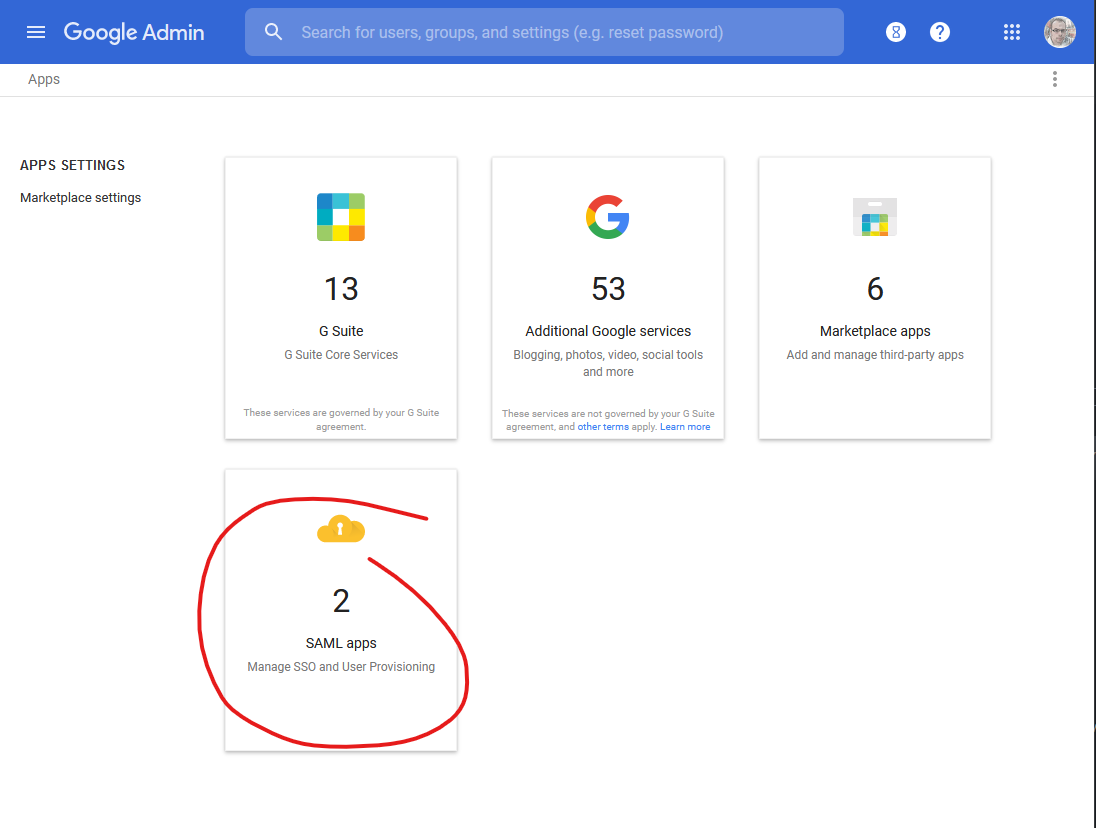 Google Admin
Search for users, groups, and settings (e.g. reset password)
Apps
APPS SETTINGS
Marketplace settings
13
G Suite
G Suite Core Services
These services are governed by your G Suite
agreement.
53
Additional Google services
Blogging, photos, video, social tools
and more
These services are not governed by your G Suite
agreement, and other terms apply. Learn more
6
Marketplace apps
Add and manage third-party apps
2
SAML apps
Manage SSO and User Provisioning